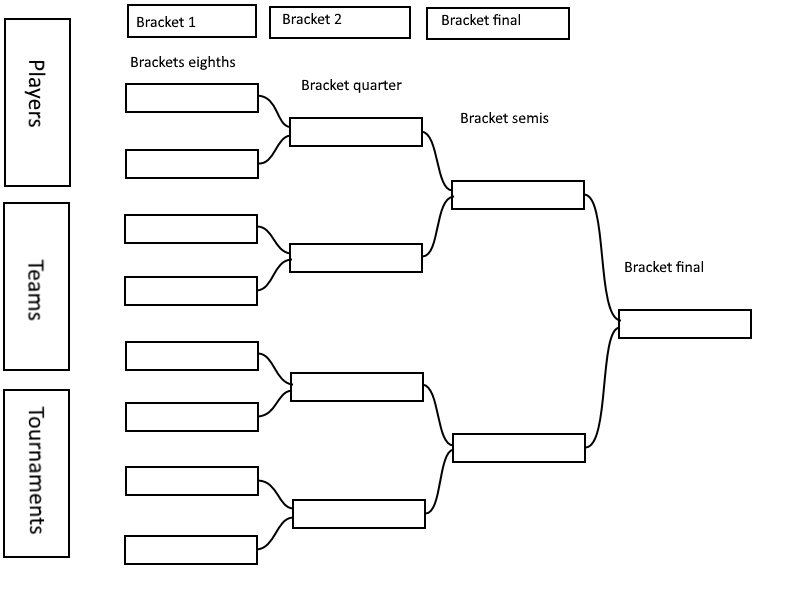 Bracket 1
Bracket 2
Bracket final
Players
Brackets eighths
Bracket quarter
Bracket semis
Teams
Bracket final
Tournaments